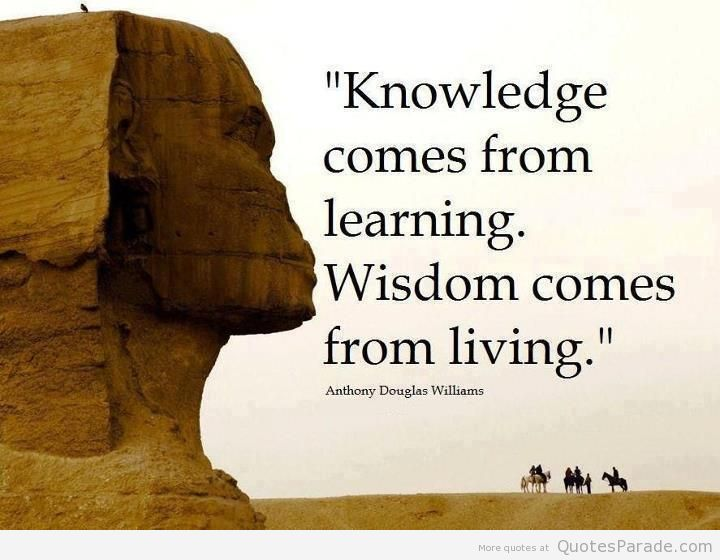 "Knowledge
comes from
learning.
Wisdom comes
from living."
Anthony Douglas Williams
More quotes at QuotesParade.com